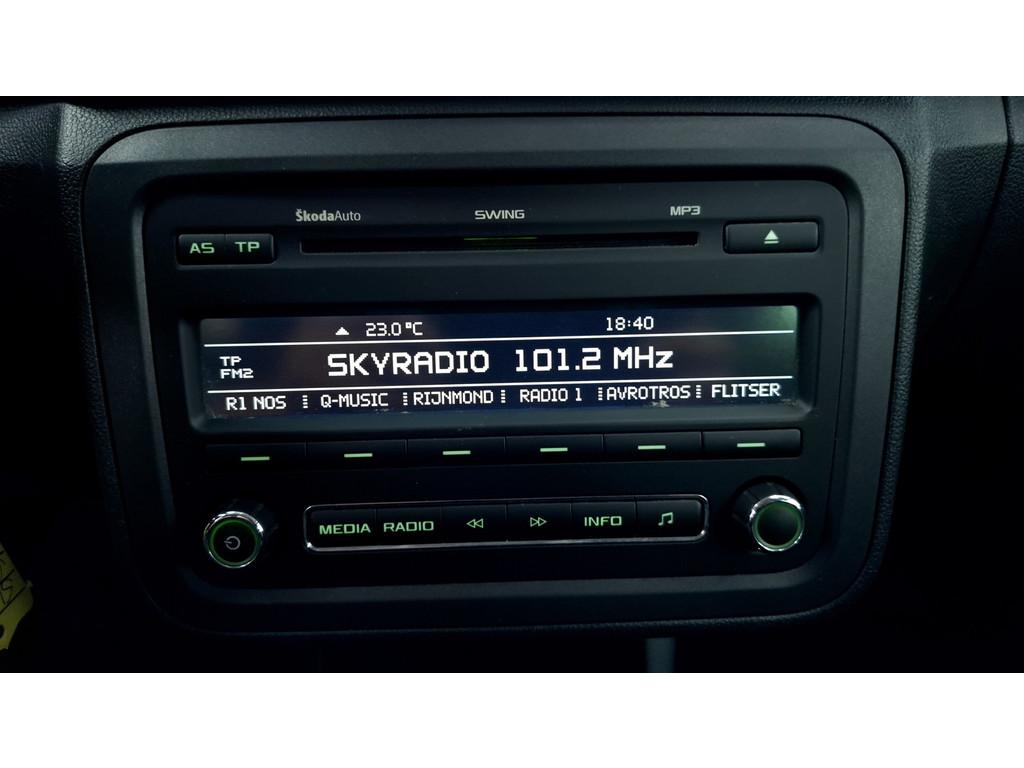 ŠkodaAuto SWING MP3
AS TP
23.0°C 18:40
TP
FM2
SKYRADIO 101.2 MHz
R1 NOS Q-MUSIC RIJNMOND RADIO 1 AVROTROS FLITSER
MEDIA RADIO INFO